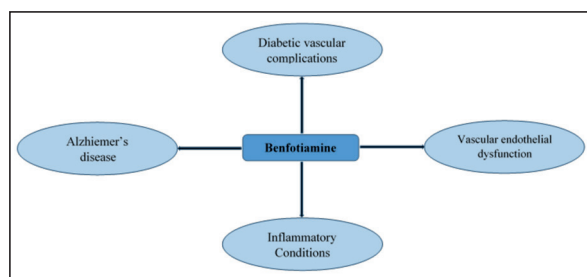 Diabetic vascular
complications
Alzhiemer's
disease
Benfotiamine
Vascular endothelial
dysfunction
Inflammatory
Conditions